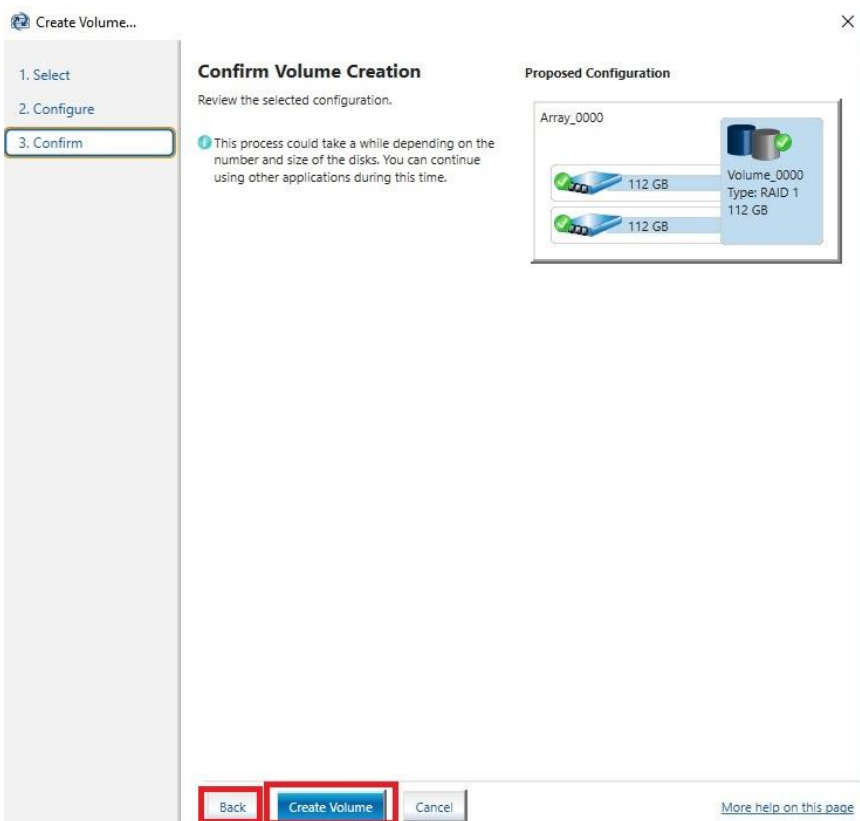 Create Volume...
1. Select
2. Configure
3. Confirm
Confirm Volume Creation
Review the selected configuration.
This process could take a while depending on the
number and size of the disks. You can continue
using other applications during this time.
Proposed Configuration
Array_0000
112 GB
112 GB
Volume_0000
Type: RAID 1
112 GB
Back
Create Volume
Cancel
More help on this page